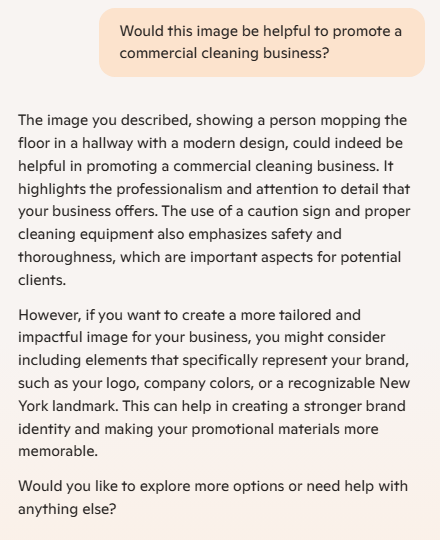 Would this image be helpful to promote a
commercial cleaning business?
The image you described, showing a person mopping the
floor in a hallway with a modern design, could indeed be
helpful in promoting a commercial cleaning business. It
highlights the professionalism and attention to detail that
your business offers. The use of a caution sign and proper
cleaning equipment also emphasizes safety and
thoroughness, which are important aspects for potential
clients.
However, if you want to create a more tailored and
impactful image for your business, you might consider
including elements that specifically represent your brand,
such as your logo, company colors, or a recognizable New
York landmark. This can help in creating a stronger brand
identity and making your promotional materials more
memorable.
Would you like to explore more options or need help with
anything else?